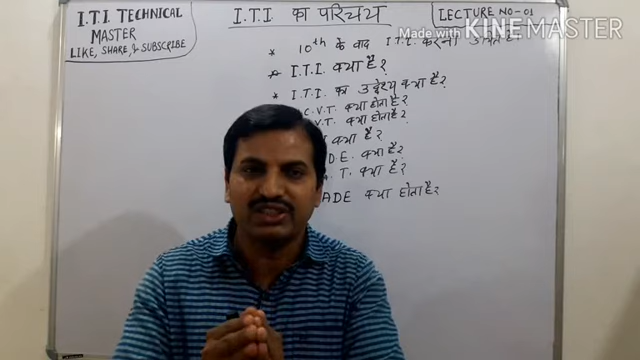 I.T.I. TECHNICAL
MASTER
LIKE, SHARE, & SUBSCRIBE
I.T.I का परिचय
LECTURE NO-01
Made with KINEMASTER
* 10th के बाद I.T.I. करना
* I.T.I. क्या है?
* I.T.I. का उद्देश्य क्या है?
C.V.T. क्या होता है?
V.T. क्या होता है?
क्या है?
D.E. क्या है?
T. क्या है?
ADE क्या होता है?